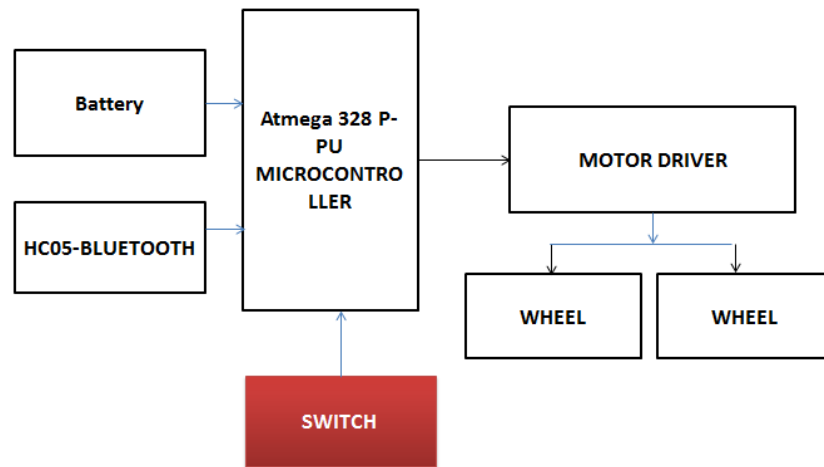 Battery
HC05-BLUETOOTH
Atmega 328 P-
PU
MICROCONTRO
LLER
MOTOR DRIVER
WHEEL
WHEEL
SWITCH